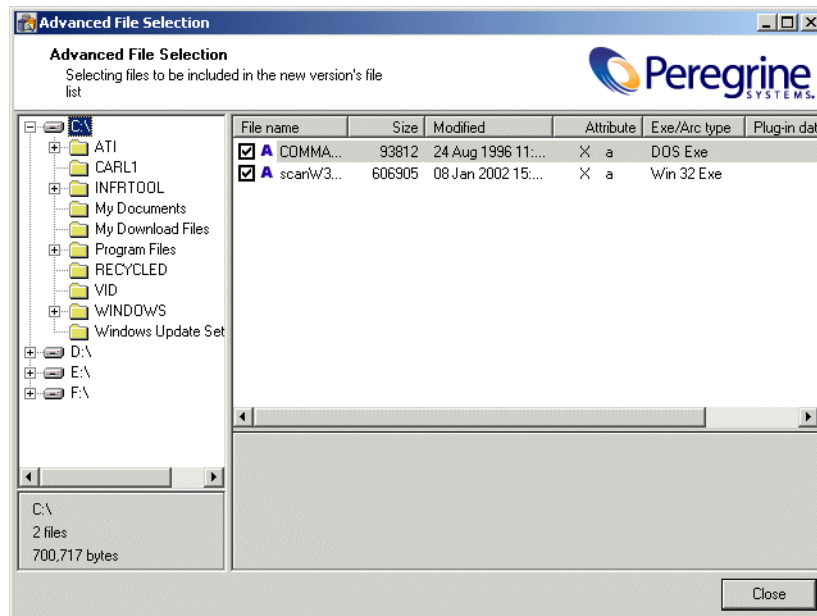 Advanced File Selection
Advanced File Selection
Selecting files to be included in the new version's file
list
Peregrine
SYSTEMS.
C:\
ATI
CARL1
INFRTOOL
My Documents
My Download Files
Program Files
RECYCLED
VID
WINDOWS
Windows Update Set
D:\
E:\
F:\
File name Size Modified Attribute Exe/Arc type Plug-in dat
A COMMA... 93812 24 Aug 1996 11:... X a DOS Exe
A scanW3... 606905 08 Jan 2002 15:... X a Win 32 Exe
C:\
2 files
700,717 bytes
Close